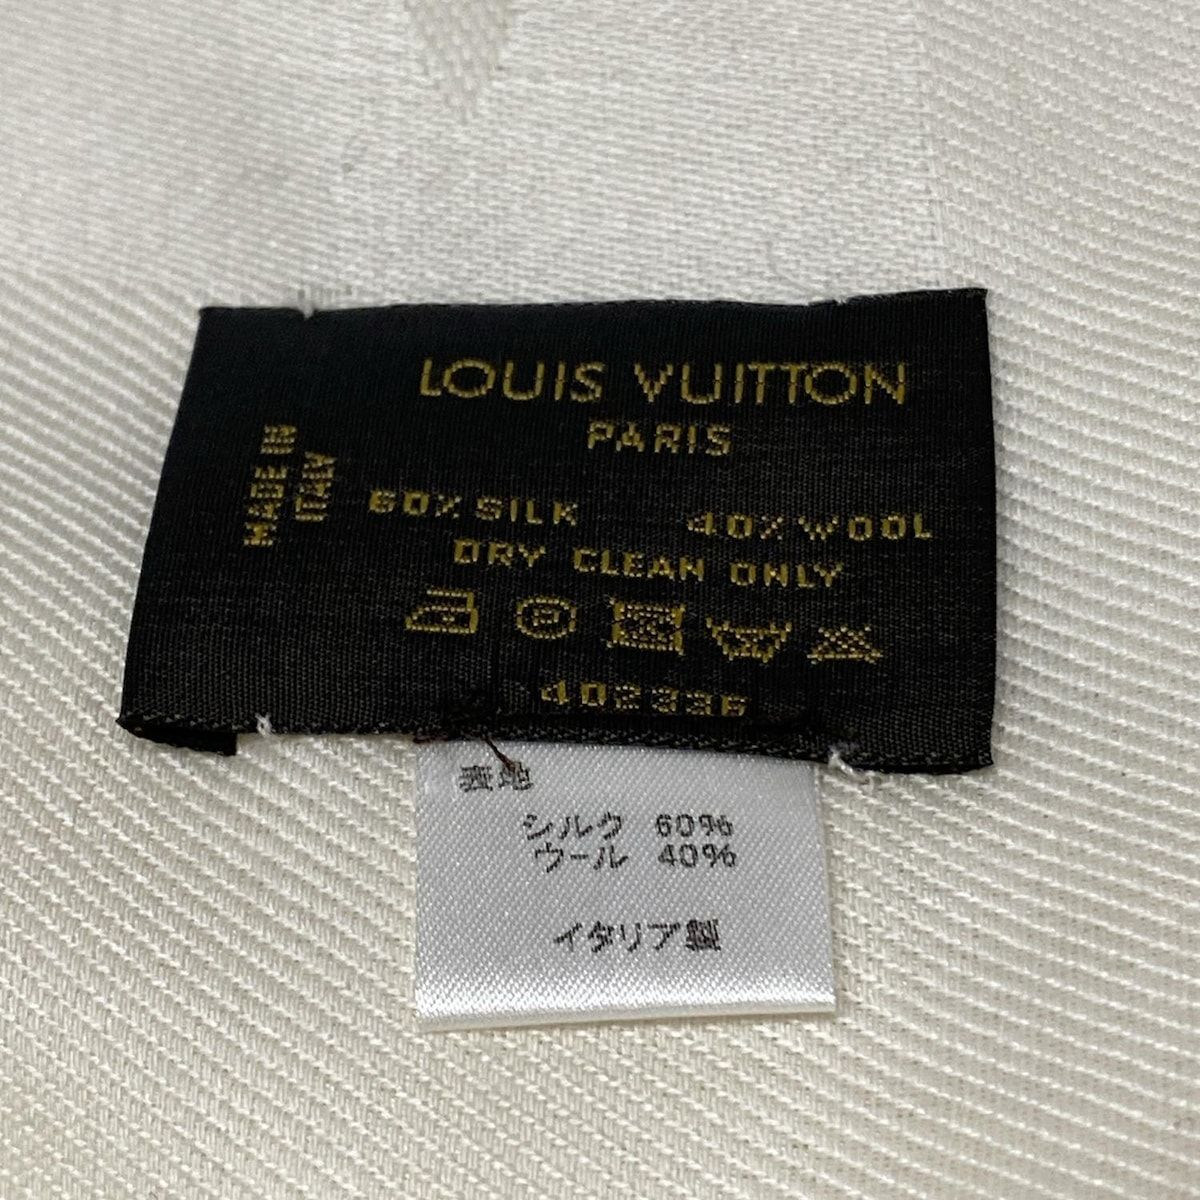 LOUIS VUITTON
PARIS
MADE IN
ITALY
60% SILK 40% WOOL
DRY CLEAN ONLY
402336
表地
シルク 60%
ウール 40%
イタリア製